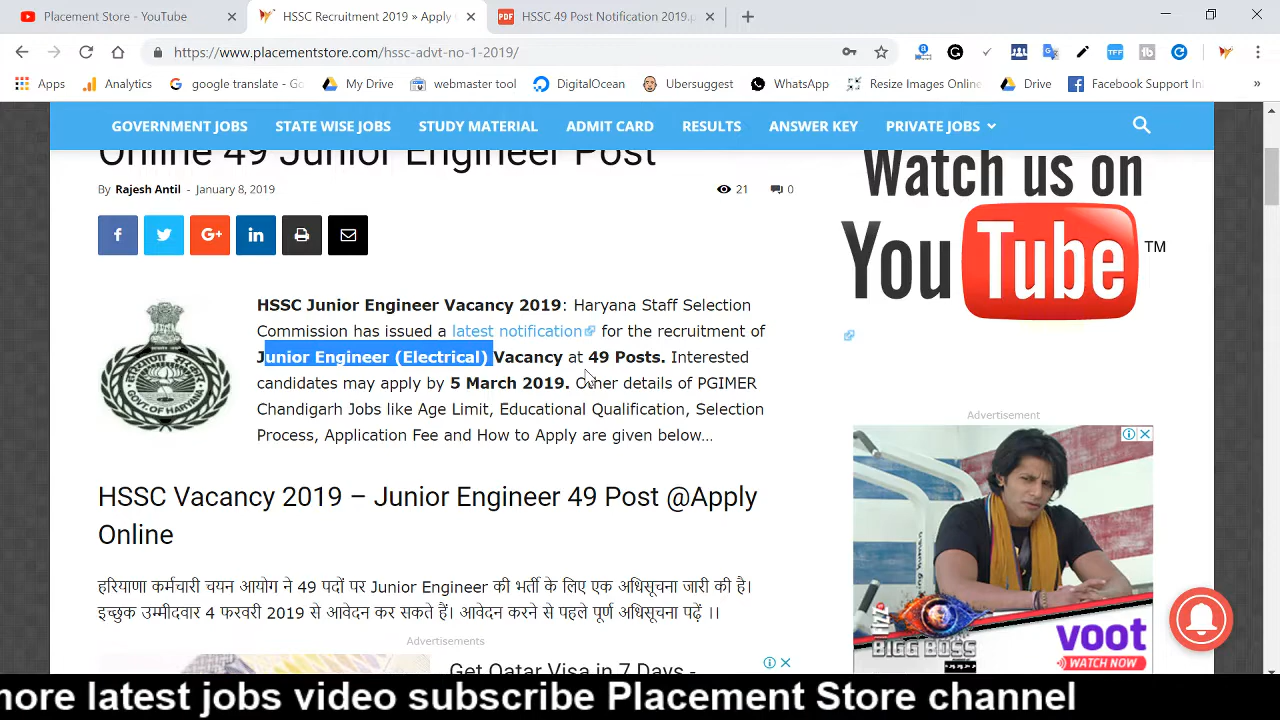 Placement Store - YouTube
HSSC Recruitment 2019 » Apply
HSSC 49 Post Notification 2019.p
https://www.placementstore.com/hssc-advt-no-1-2019/
Apps Analytics google translate - Go My Drive webmaster tool DigitalOcean Ubersuggest WhatsApp Resize Images Online Drive Facebook Support In »
GOVERNMENT JOBS STATE WISE JOBS STUDY MATERIAL ADMIT CARD RESULTS ANSWER KEY PRIVATE JOBS
Online 49 Junior Engineer Post
By Rajesh Antil - January 8, 2019 21 0
HSSC Junior Engineer Vacancy 2019: Haryana Staff Selection
Commission has issued a latest notification for the recruitment of
Junior Engineer (Electrical) Vacancy at 49 Posts. Interested
candidates may apply by 5 March 2019. Other details of PGIMER
Chandigarh Jobs like Age Limit, Educational Qualification, Selection
Process, Application Fee and How to Apply are given below...
HSSC Vacancy 2019 – Junior Engineer 49 Post @Apply
Online
हरियाणा कर्मचारी चयन आयोग ने 49 पदों पर Junior Engineer की भर्ती के लिए एक अधिसूचना जारी की है।
इच्छुक उम्मीदवार 4 फरवरी 2019 से आवेदन कर सकते हैं। आवेदन करने से पहले पूर्ण अधिसूचना पढ़ें ।।
Advertisements
Get Qatar Visa in 7 Days -
Watch us on
YouTube TM
Advertisement
BIGG BOSS
voot
WATCH NOW
more latest jobs video subscribe Placement Store channel